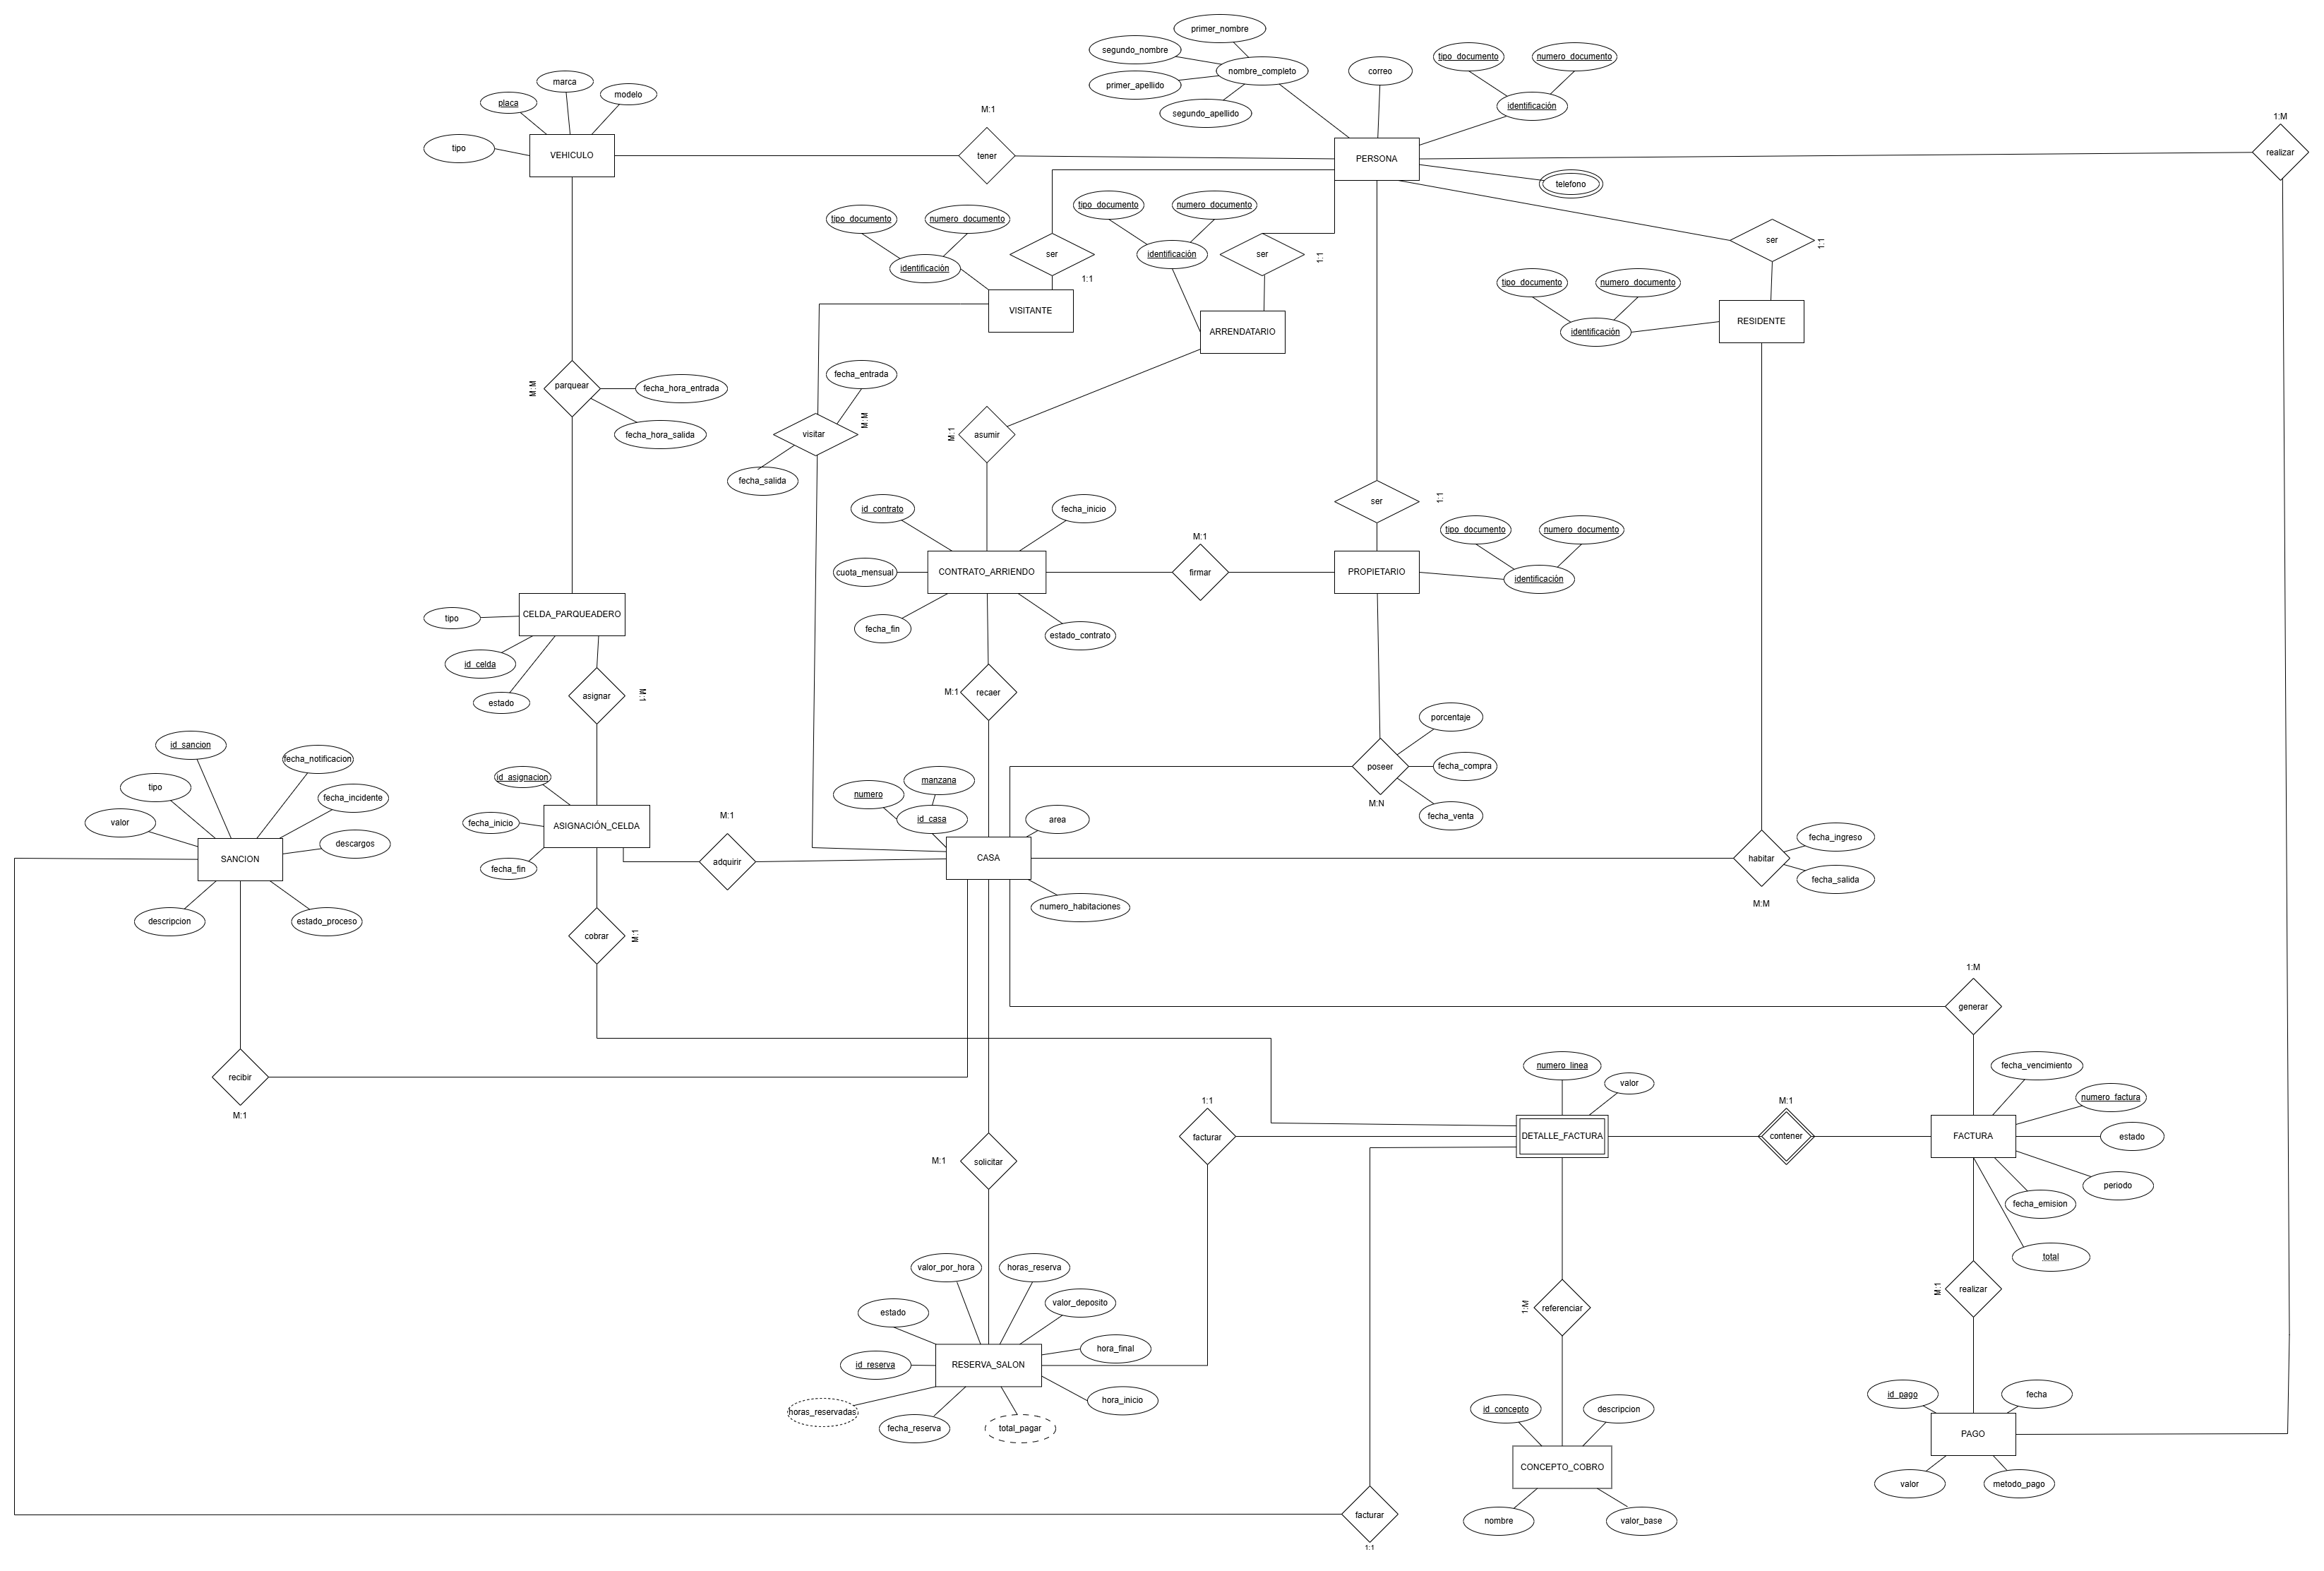 primer_nombre
segundo_nombre
nombre_completo
primer_apellido
segundo_apellido
correo
tipo_documento
numero_documento
identificación
marca
placa
modelo
tipo
VEHICULO
M:1
tener
PERSONA
telefono
1:M
realizar
tipo_documento
numero_documento
identificación
ser
1:1
VISITANTE
tipo_documento
numero_documento
identificación
ser
1:1
ARRENDATARIO
ser
1:1
tipo_documento
numero_documento
identificación
RESIDENTE
M:M
parquear
fecha_hora_entrada
fecha_hora_salida
fecha_entrada
M:M
visitar
fecha_salida
M:1
asumir
id_contrato
fecha_inicio
cuota_mensual
CONTRATO_ARRIENDO
fecha_fin
estado_contrato
M:1
firmar
ser
1:1
PROPIETARIO
tipo_documento
numero_documento
identificación
CELDA_PARQUEADERO
tipo
id_celda
estado
asignar
M:1
M:1
recaer
porcentaje
poseer
fecha_compra
M:N
fecha_venta
id_sancion
fecha_notificacion
tipo
fecha_incidente
valor
descargos
SANCION
descripcion
estado_proceso
id_asignacion
fecha_inicio
ASIGNACIÓN_CELDA
fecha_fin
M:1
adquirir
manzana
numero
id_casa
area
CASA
numero_habitaciones
fecha_ingreso
habitar
fecha_salida
M:M
cobrar
M:1
1:M
generar
recibir
M:1
numero_linea
valor
DETALLE_FACTURA
M:1
contener
fecha_vencimiento
numero_factura
FACTURA
estado
periodo
fecha_emision
total
1:1
facturar
M:1
solicitar
valor_por_hora
horas_reserva
estado
valor_deposito
hora_final
id_reserva
RESERVA_SALON
hora_inicio
horas_reservadas
fecha_reserva
total_pagar
1:M
referenciar
M:1
realizar
id_concepto
descripcion
CONCEPTO_COBRO
nombre
valor_base
id_pago
fecha
PAGO
valor
metodo_pago
facturar
1:1